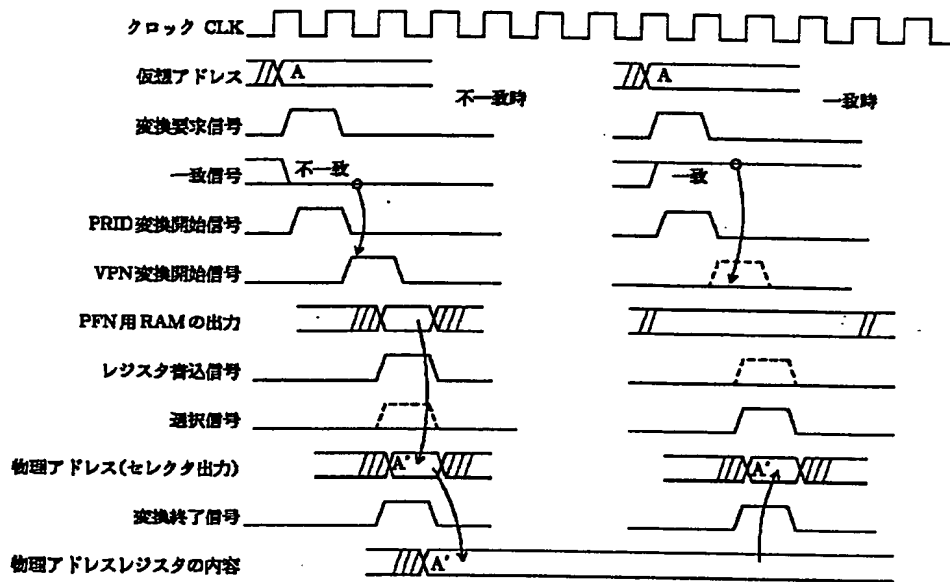 クロック CLK
仮想アドレス
A
A
不一致時
一致時
変換要求信号
一致信号
不一致
一致
PRID変換開始信号
VPN変換開始信号
PFN用RAMの出力
レジスタ書込信号
選択信号
物理アドレス(セレクタ出力)
A'
A'
変換終了信号
物理アドレスレジスタの内容
A'